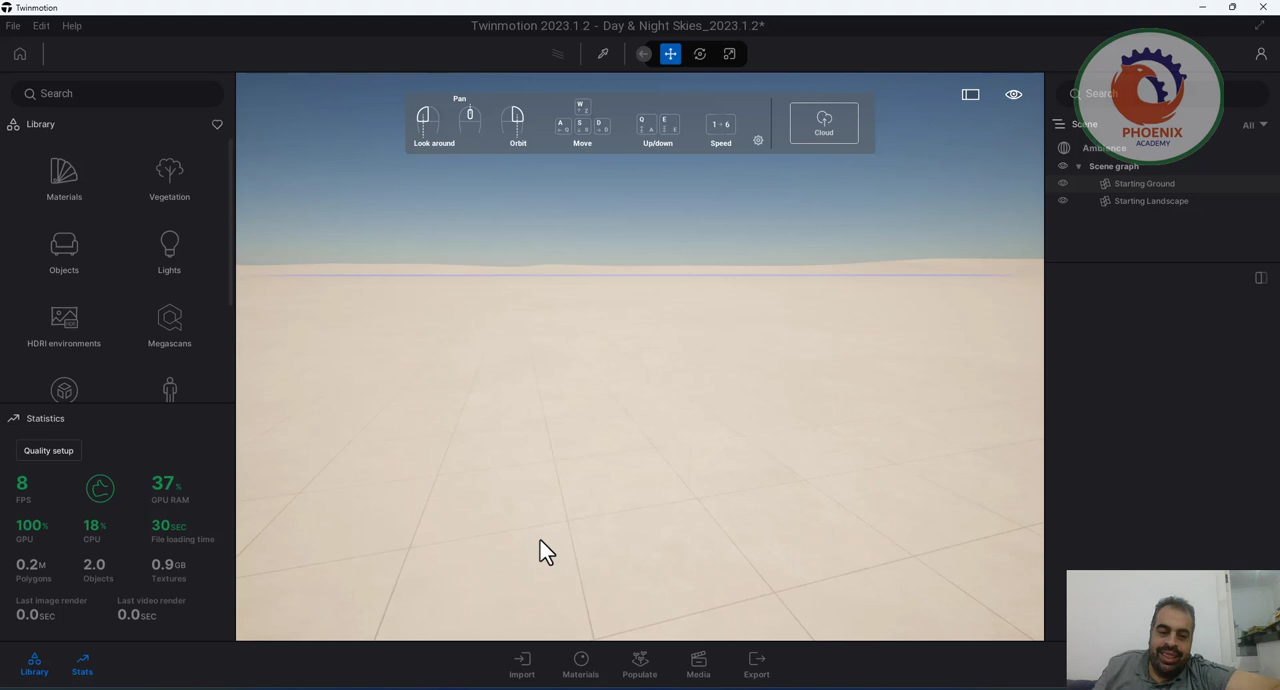 Twinmotion
File Edit Help
Twinmotion 2023.1 2 - Day & Night Skies_2023.1.2*
Search
Library
Materials
Vegetation
Objects
Lights
HDRI environments
HDRI
Megascans
Statistics
Quality setup
8
FPS
37%
GPU RAM
100%
GPU
18%
CPU
30SEC
File loading time
0.2M
Polygons
2.0
Objects
0.9GB
Textures
Last image render
0.0SEC
Last video render
0.0SEC
Library
Stats
Pan
Look around
Orbit
W
A S D
Move
Q E
Up/down
1 ÷ 6
Speed
Cloud
Search
PHOENIX
ACADEMY
Scene
All
Ambience
Scene graph
Starting Ground
Starting Landscape
Import
Materials
Populate
Media
Export